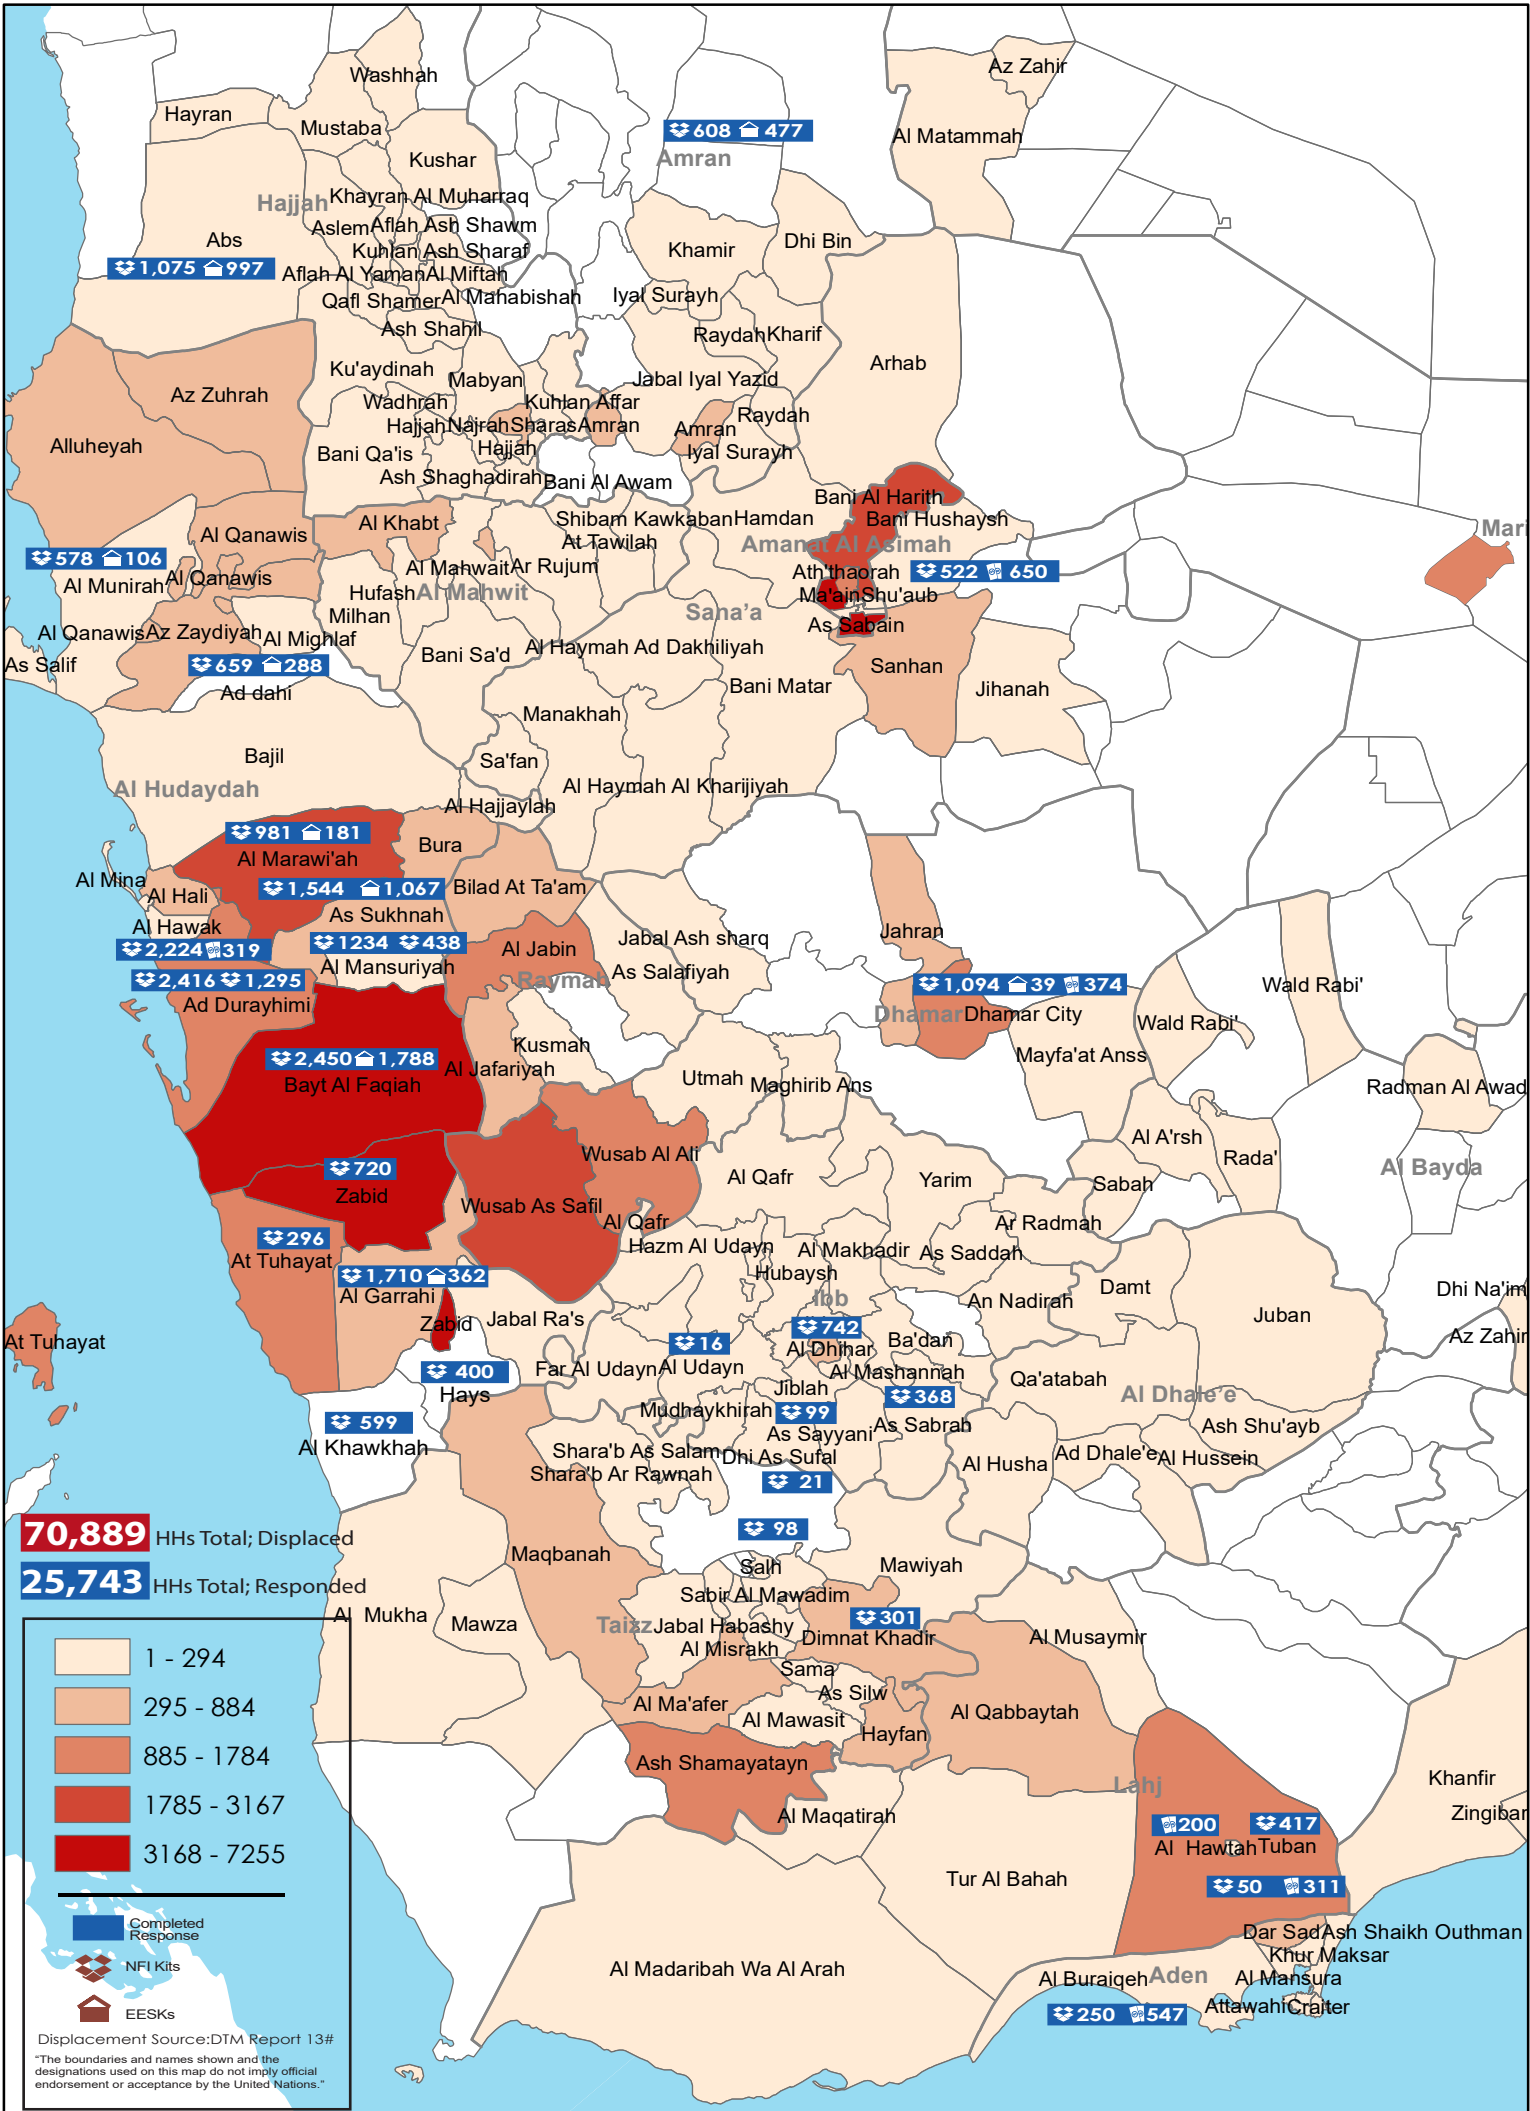 Washhah
Az Zahir
Hayran
Mustaba
608 477
Al Matammah
Amran
Kushar
Hajjah
Khayran Al Muharraq
Aslem
Aflah Ash Shawm
Abs
Kuhlan Ash Sharaf
Khamir
Dhi Bin
1,075 997
Aflah Al Yaman
Al Miftah
Qafl Shamer
Al Mahabishah
Iyal Surayh
Ash Shahil
Raydah
Kharif
Arhab
Ku'aydinah
Mabyan
Jabal Iyal Yazid
Az Zuhrah
Wadhrah
Kuhlan Affar
Raydah
Hajjah
Najrah
Sharas
Amran
Amran
Alluheyah
Bani Qa'is
Hajjah
Iyal Surayh
Ash Shaghadirah
Bani Al Awam
Bani Al Harith
Al Khabt
Shibam Kawkaban
Hamdan
Bani Hushaysh
Mari
Al Qanawis
At Tawilah
Amanat Al Asimah
578 106
Al Mahwait
Ar Rujum
Ath'thaorah
522 650
Al Munirah
Al Qanawis
Hufash
Al Mahwit
Ma'ain
Shu'aub
Milhan
Sana'a
As Sabain
Al Qanawis
Az Zaydiyah
Al Mighlaf
Al Haymah Ad Dakhiliyah
As Salif
659 288
Bani Sa'd
Sanhan
Ad dahi
Bani Matar
Jihanah
Manakhah
Bajil
Sa'fan
Al Hudaydah
Al Haymah Al Kharijiyah
Al Hajjaylah
981 181
Al Marawi'ah
Bura
Al Mina
1,544 1,067
Bilad At Ta'am
Al Hali
As Sukhnah
Al Hawak
Jahran
2,224 319
1234 438
Al Jabin
Jabal Ash sharq
Al Mansuriyah
As Salafiyah
2,416 1,295
Raymah
1,094 39 374
Wald Rabi'
Ad Durayhimi
Dhamar
Dhamar City
Wald Rabi'
2,450 1,788
Kusmah
Mayfa'at Anss
Bayt Al Faqiah
Al Jafariyah
Utmah
Maghirib Ans
Radman Al Awad
Al A'rsh
Wusab Al Ali
Rada'
720
Al Qafr
Yarim
Al Bayda
Zabid
Wusab As Safil
Sabah
Al Qafr
Ar Radmah
296
Hazm Al Udayn
Al Makhadir
As Saddah
At Tuhayat
Hubaysh
1,710 362
Damt
Dhi Na'im
Al Garrahi
Ibb
An Nadirah
Juban
Zabid
Jabal Ra's
742
At Tuhayat
16
Ba'dan
Az Zahir
Al Dhihar
400
Far Al Udayn
Al Udayn
Al Mashannah
Qa'atabah
Hays
Jiblah
368
Al Dhale'e
Mudhaykhirah
99
599
As Sayyani
As Sabrah
Ash Shu'ayb
Al Khawkhah
Shara'b As Salam
Dhi As Sufal
Ad Dhale'e
Al Hussein
Shara'b Ar Rawnah
Al Husha
21
98
70,889 HHs Total; Displaced
Maqbanah
Salh
Mawiyah
25,743 HHs Total; Responded
Sabir Al Mawadim
Al Mukha
Mawza
Taizz
Jabal Habashy
301
Al Misrakh
Dimnat Khadir
Al Musaymir
1 - 294
Sama
As Silw
295 - 884
Al Ma'afer
Al Mawasit
Al Qabbaytah
Hayfan
885 - 1784
Ash Shamayatayn
Lahj
Khanfir
1785 - 3167
Al Maqatirah
Zingibar
200
417
3168 - 7255
Al Hawtah
Tuban
Tur Al Bahah
50 311
Completed
Response
Dar Sad
Ash Shaikh Outhman
Khur Maksar
NFI Kits
Al Madaribah Wa Al Arah
Al Buraiqeh
Aden
Al Mansura
EESKs
250 547
Attawahi
Craiter
Displacement Source:DTM Report 13#
"The boundaries and names shown and the
designations used on this map do not imply official
endorsement or acceptance by the United Nations."